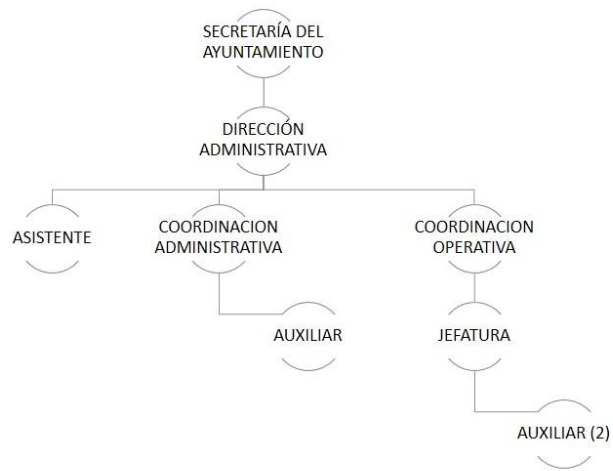 SECRETARÍA DEL
AYUNTAMIENTO
DIRECCIÓN
ADMINISTRATIVA
ASISTENTE
COORDINACION
ADMINISTRATIVA
COORDINACION
OPERATIVA
AUXILIAR
JEFATURA
AUXILIAR (2)